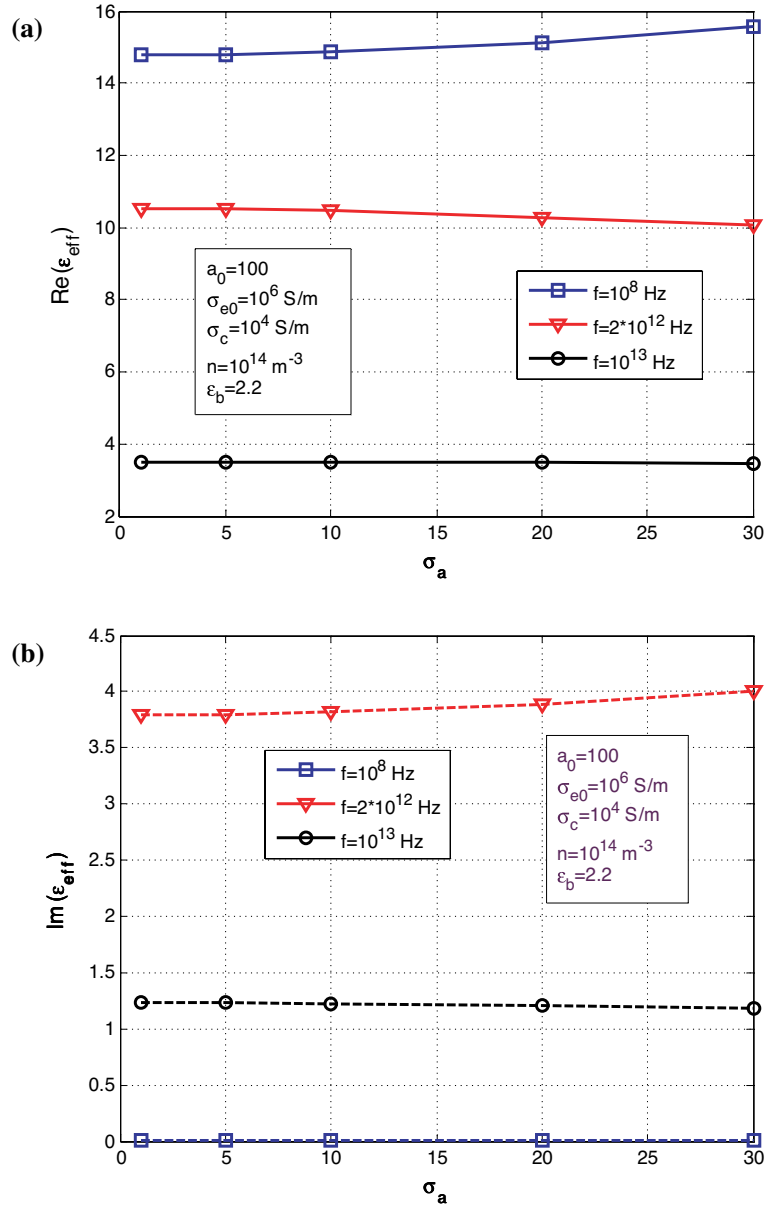 (a)
16
14
12
10
8
6
4
2
Re(ε_eff)
a_0=100
σ_e0=10^6 S/m
σ_c=10^4 S/m
n=10^14 m^-3
ε_b=2.2
f=10^8 Hz
f=2*10^12 Hz
f=10^13 Hz
0 5 10 15 20 25 30
σ_a
(b)
4.5
4
3.5
3
2.5
2
1.5
1
0.5
0
Im(ε_eff)
f=10^8 Hz
f=2*10^12 Hz
f=10^13 Hz
a_0=100
σ_e0=10^6 S/m
σ_c=10^4 S/m
n=10^14 m^-3
ε_b=2.2
0 5 10 15 20 25 30
σ_a